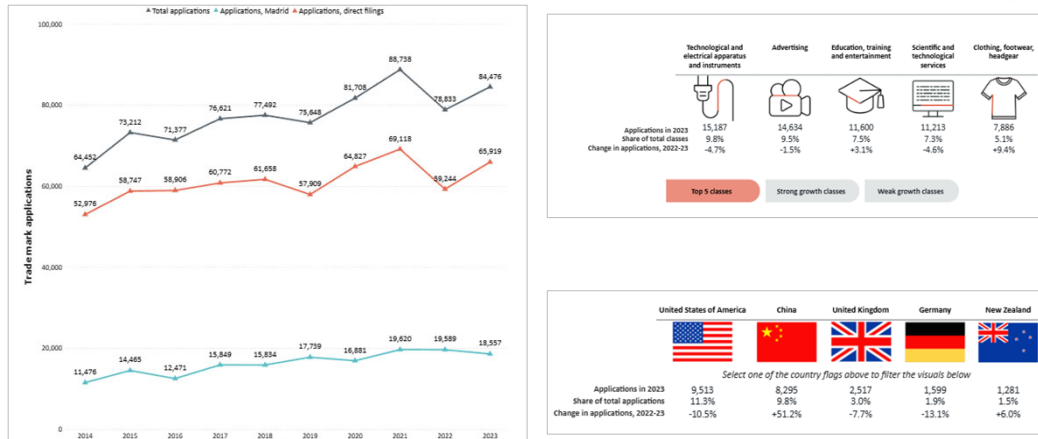 Total applications Applications, Madrid Applications, direct filings
Trademark applications
100,000
80,000
60,000
40,000
20,000
0
64,452
73,212
71,377
76,621
77,492
75,648
81,708
88,738
78,833
84,476
52,976
58,747
58,906
60,772
61,658
57,909
64,827
69,118
59,244
65,919
11,476
14,465
12,471
15,849
15,834
17,739
16,881
19,620
19,589
18,557
2014 2015 2016 2017 2018 2019 2020 2021 2022 2023
Technological and electrical apparatus and instruments
Advertising
Education, training and entertainment
Scientific and technological services
Clothing, footwear, headgear
Applications in 2023 15,187 14,634 11,600 11,213 7,886
Share of total classes 9.8% 9.5% 7.5% 7.3% 5.1%
Change in applications, 2022-23 -4.7% -1.5% +3.1% -4.6% +9.4%
Top 5 classes Strong growth classes Weak growth classes
United States of America China United Kingdom Germany New Zealand
Select one of the country flags above to filter the visuals below
Applications in 2023 9,513 8,295 2,517 1,599 1,281
Share of total applications 11.3% 9.8% 3.0% 1.9% 1.5%
Change in applications, 2022-23 -10.5% +51.2% -7.7% -13.1% +6.0%